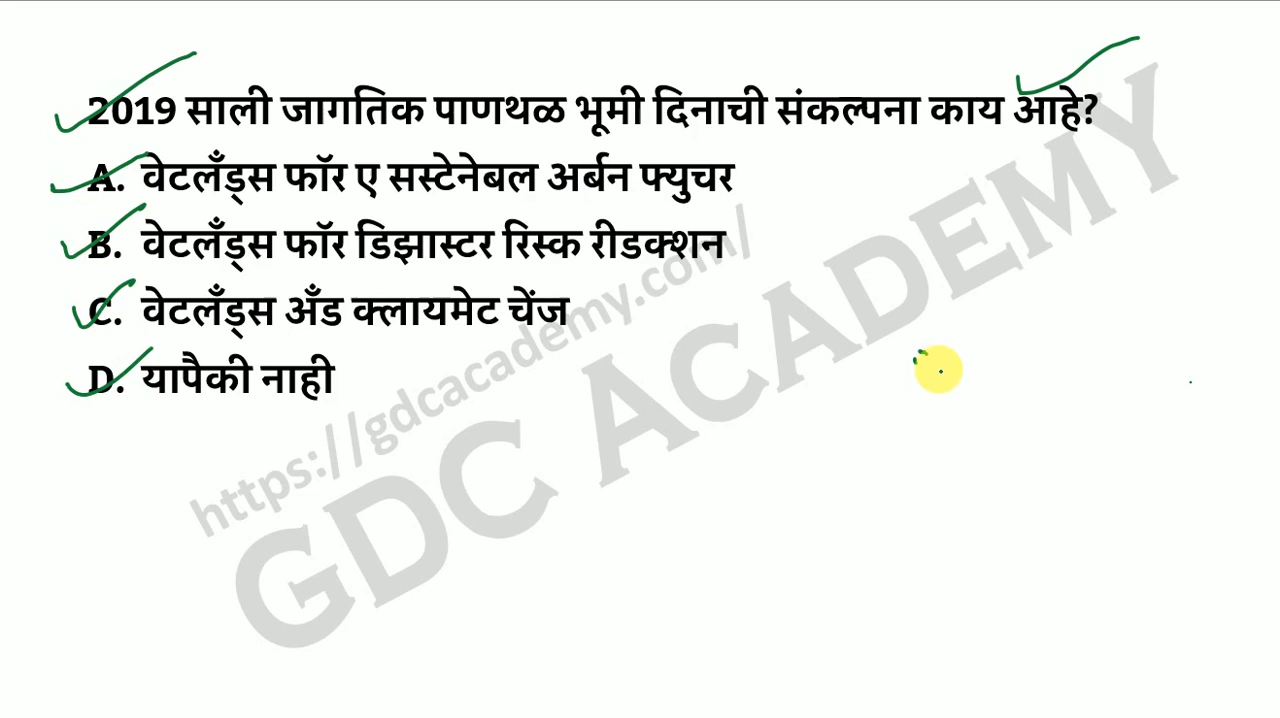 2019 साली जागतिक पाणथळ भूमी दिनाची संकल्पना काय आहे?
A. वेटलँड्स फॉर ए सस्टेनेबल अर्बन फ्युचर
B. वेटलँड्स फॉर डिझास्टर रिस्क रीडक्शन
C. वेटलँड्स अँड क्लायमेट चेंज
D. यापैकी नाही
https://gdcacademy.com/
GDC ACADEMY